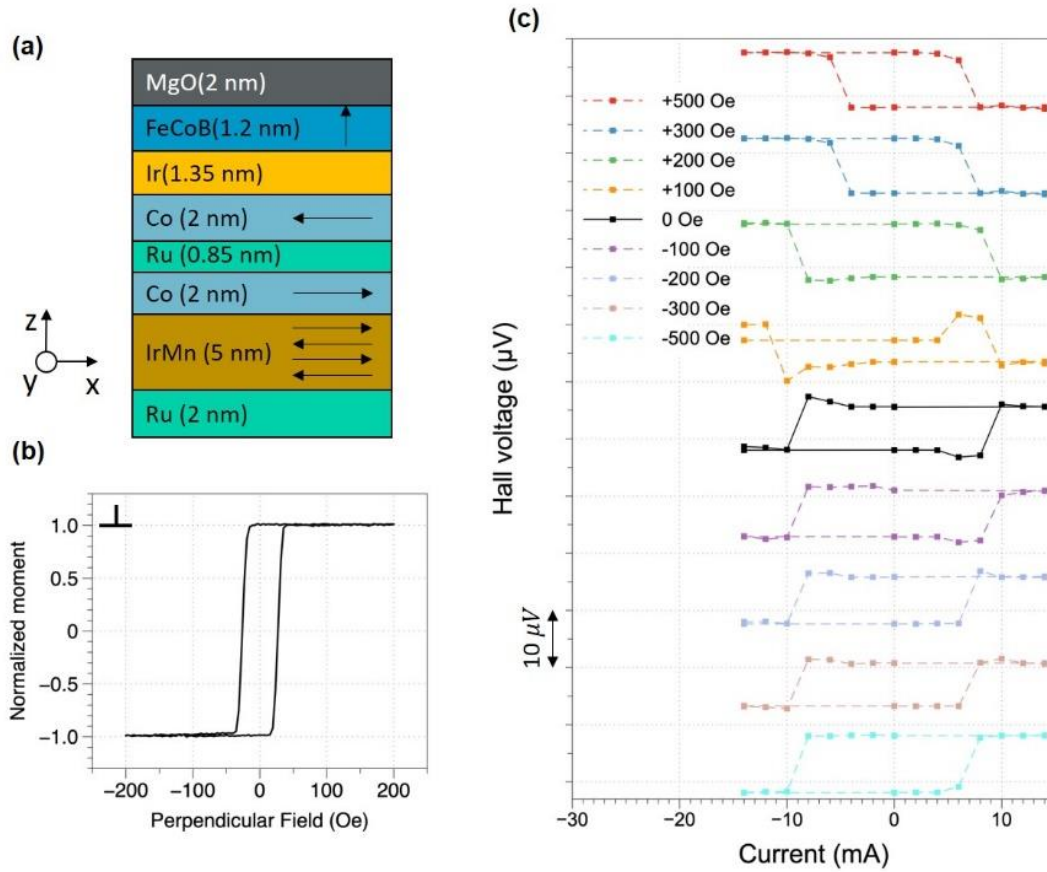 (a)
MgO(2 nm)
FeCoB(1.2 nm)
Ir(1.35 nm)
Co (2 nm)
Ru (0.85 nm)
Co (2 nm)
IrMn (5 nm)
Ru (2 nm)
z
y
x
(b)
⊥
1.0
0.5
0
−0.5
−1.0
Normalized moment
−200
−100
0
100
200
Perpendicular Field (Oe)
(c)
+500 Oe
+300 Oe
+200 Oe
+100 Oe
0 Oe
-100 Oe
-200 Oe
-300 Oe
-500 Oe
Hall voltage (μV)
10 μV
−30
−20
−10
0
10
Current (mA)